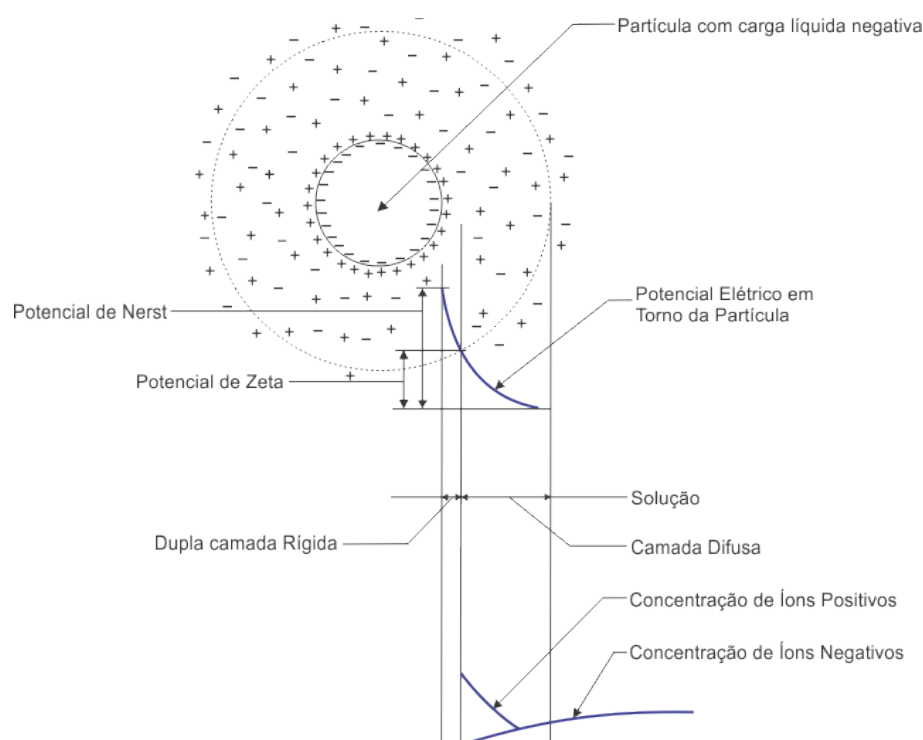 Partícula com carga líquida negativa
Potencial Elétrico em
Torno da Partícula
Potencial de Nerst
Potencial de Zeta
Solução
Dupla camada Rígida
Camada Difusa
Concentração de Íons Positivos
Concentração de Íons Negativos